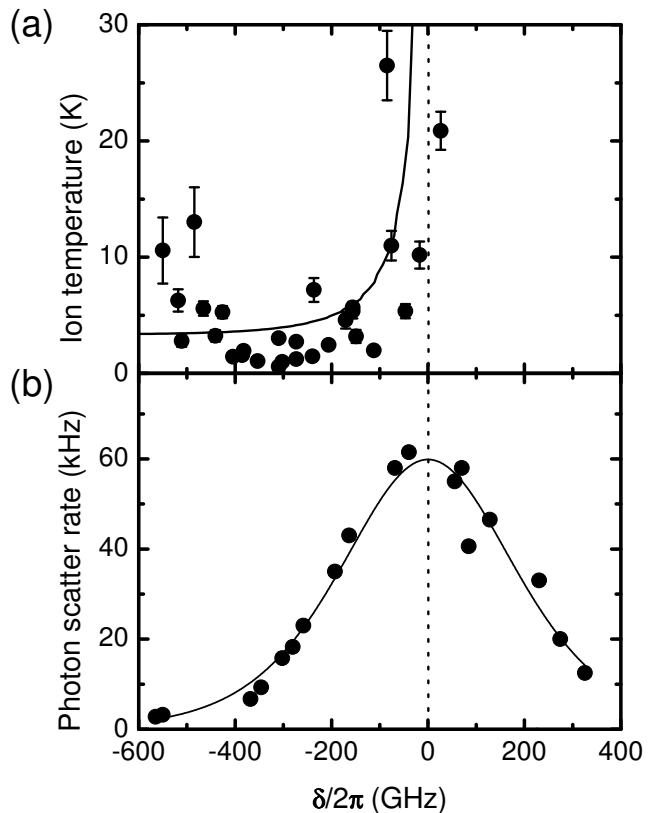 (a)
30
20
10
0
Ion temperature (K)
(b)
60
40
20
0
Photon scatter rate (kHz)
-600 -400 -200 0 200 400
δ/2π (GHz)